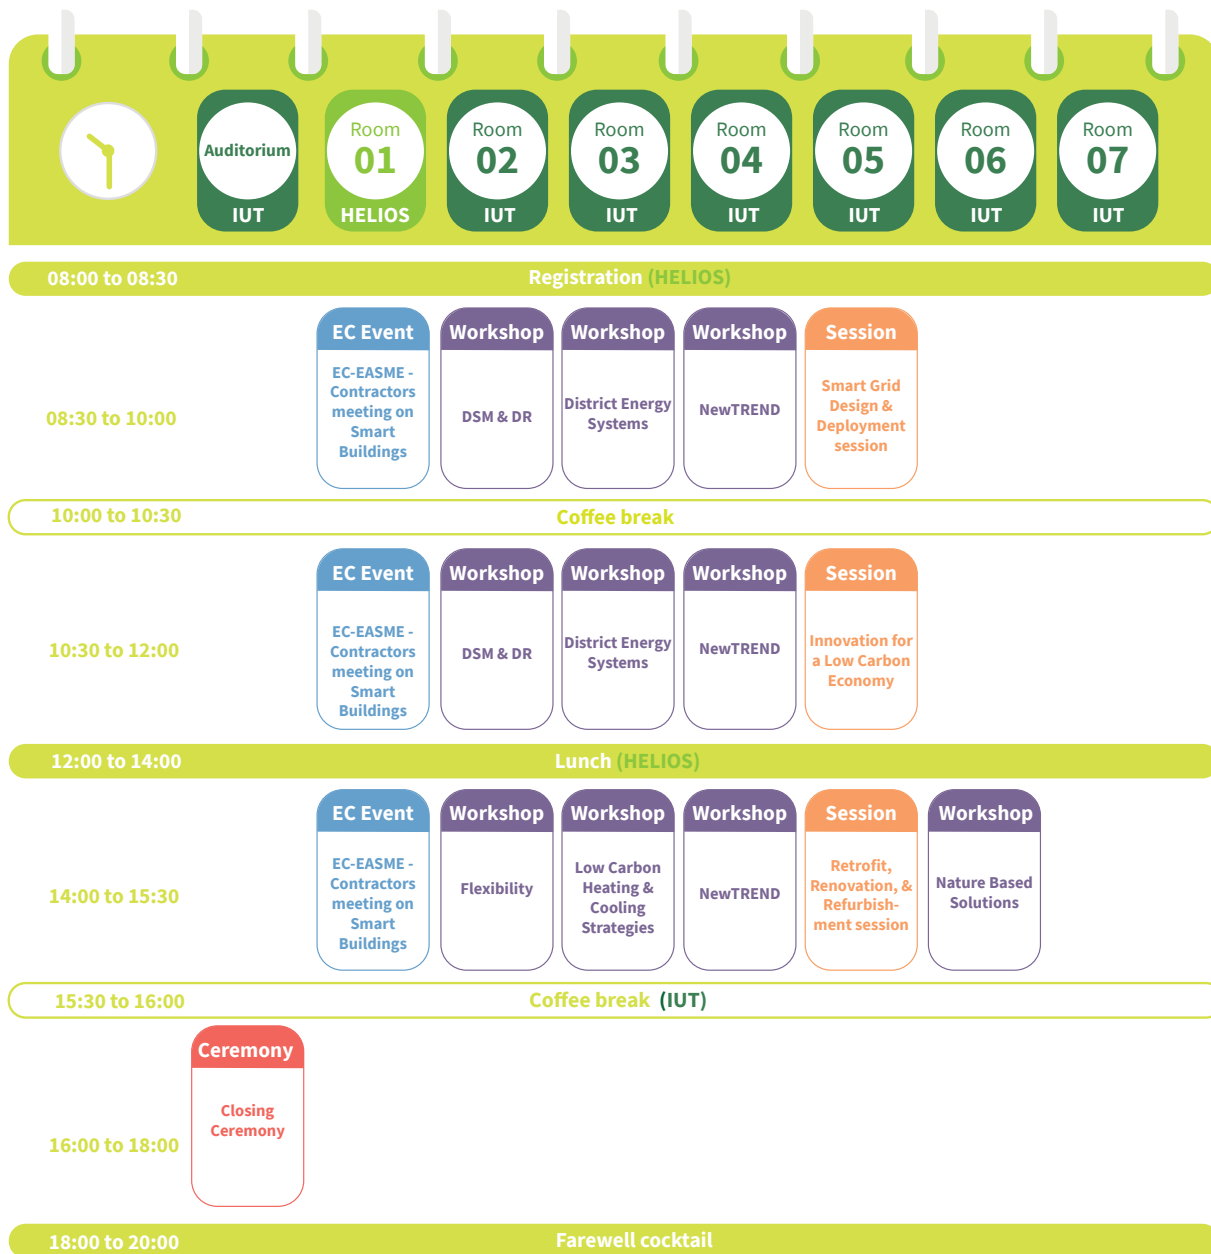 Auditorium
IUT
Room
01
HELIOS
Room
02
IUT
Room
03
IUT
Room
04
IUT
Room
05
IUT
Room
06
IUT
Room
07
IUT
08:00 to 08:30
Registration (HELIOS)
08:30 to 10:00
EC Event
EC-EASME -
Contractors
meeting on
Smart
Buildings
Workshop
DSM & DR
Workshop
District Energy
Systems
Workshop
NewTREND
Session
Smart Grid
Design &
Deployment
session
10:00 to 10:30
Coffee break
10:30 to 12:00
EC Event
EC-EASME -
Contractors
meeting on
Smart
Buildings
Workshop
DSM & DR
Workshop
District Energy
Systems
Workshop
NewTREND
Session
Innovation for
a Low Carbon
Economy
12:00 to 14:00
Lunch (HELIOS)
14:00 to 15:30
EC Event
EC-EASME -
Contractors
meeting on
Smart
Buildings
Workshop
Flexibility
Workshop
Low Carbon
Heating &
Cooling
Strategies
Workshop
NewTREND
Session
Retrofit,
Renovation, &
Refurbish-
ment session
Workshop
Nature Based
Solutions
15:30 to 16:00
Coffee break (IUT)
16:00 to 18:00
Ceremony
Closing
Ceremony
18:00 to 20:00
Farewell cocktail